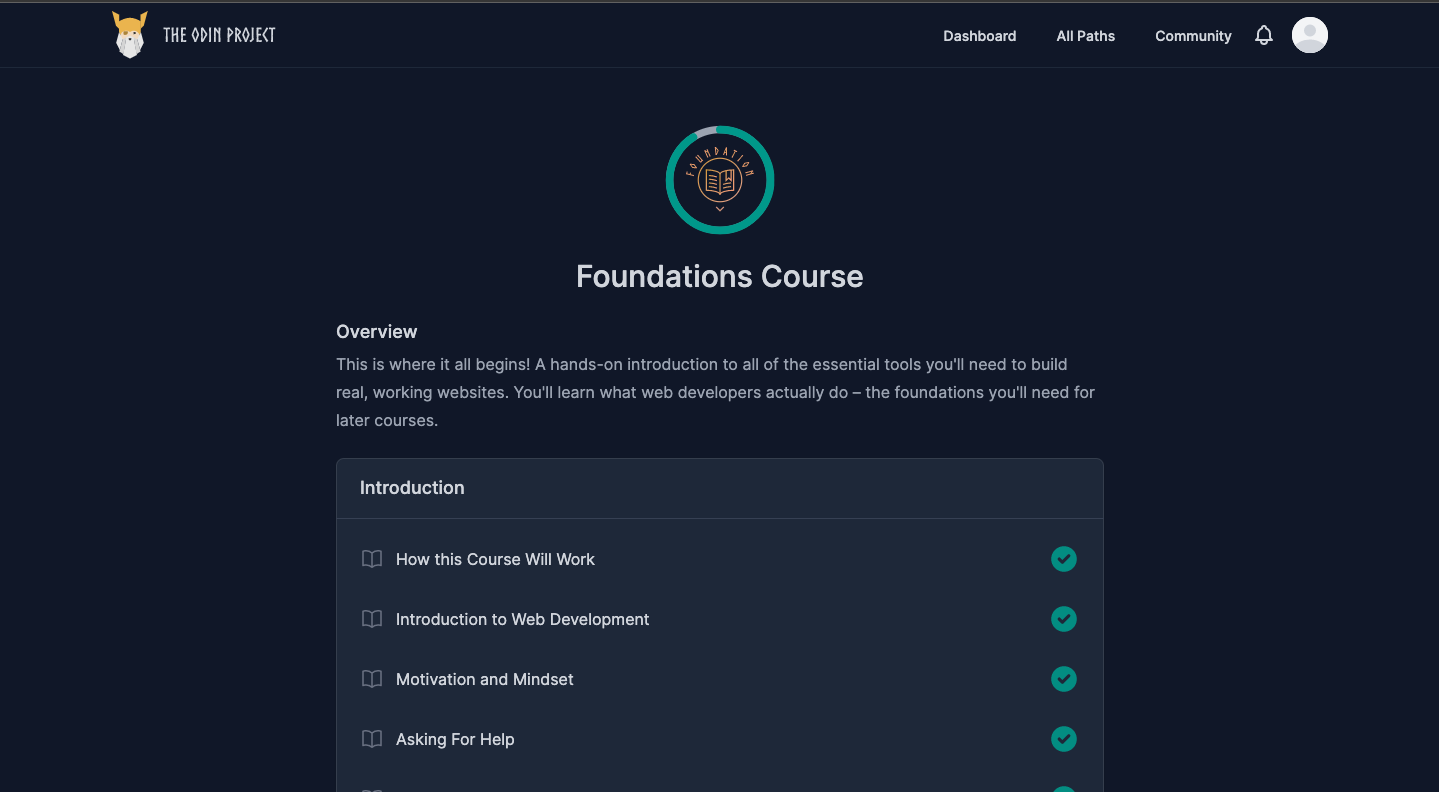 THE ODIN PROJECT
Dashboard
All Paths
Community
FOUNDATION
Foundations Course
Overview
This is where it all begins! A hands-on introduction to all of the essential tools you'll need to build
real, working websites. You'll learn what web developers actually do – the foundations you'll need for
later courses.
Introduction
How this Course Will Work
Introduction to Web Development
Motivation and Mindset
Asking For Help